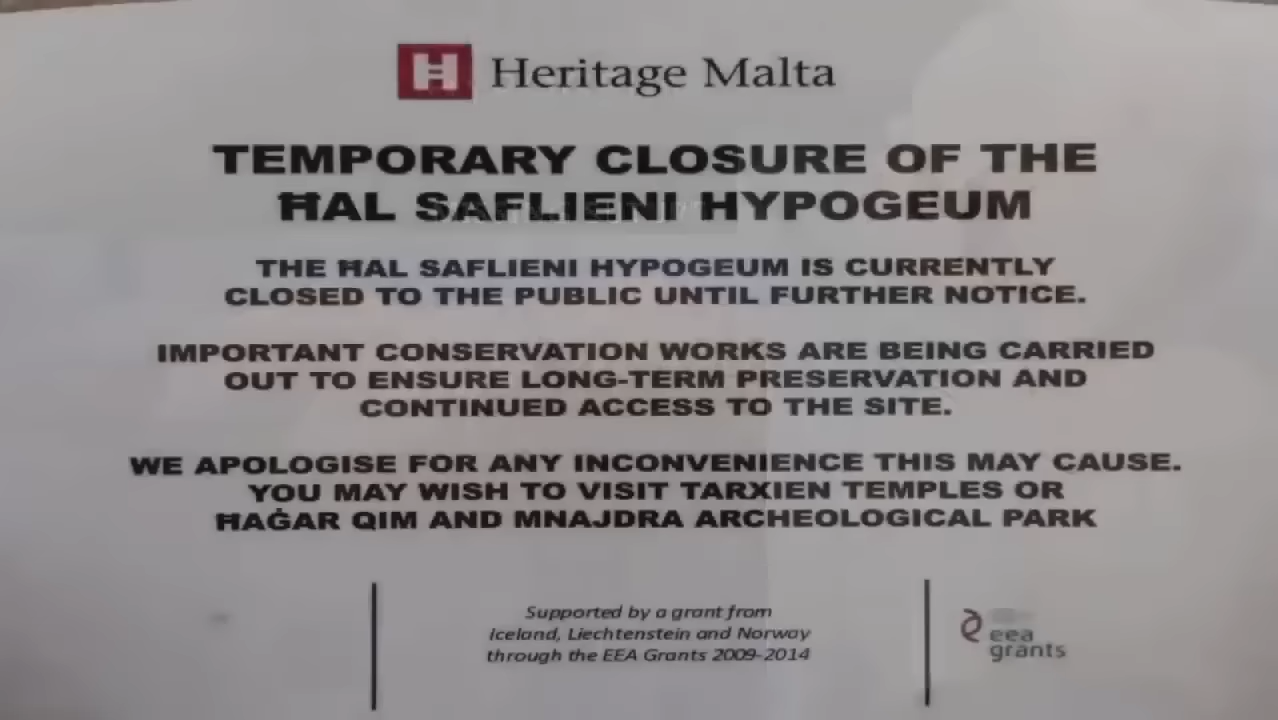 Heritage Malta
TEMPORARY CLOSURE OF THE
ĦAL SAFLIENI HYPOGEUM
THE ĦAL SAFLIENI HYPOGEUM IS CURRENTLY
CLOSED TO THE PUBLIC UNTIL FURTHER NOTICE.
IMPORTANT CONSERVATION WORKS ARE BEING CARRIED
OUT TO ENSURE LONG-TERM PRESERVATION AND
CONTINUED ACCESS TO THE SITE.
WE APOLOGISE FOR ANY INCONVENIENCE THIS MAY CAUSE.
YOU MAY WISH TO VISIT TARXIEN TEMPLES OR
ĦAĠAR QIM AND MNAJDRA ARCHEOLOGICAL PARK
Supported by a grant from
Iceland, Liechtenstein and Norway
through the EEA Grants 2009-2014
eea
grants